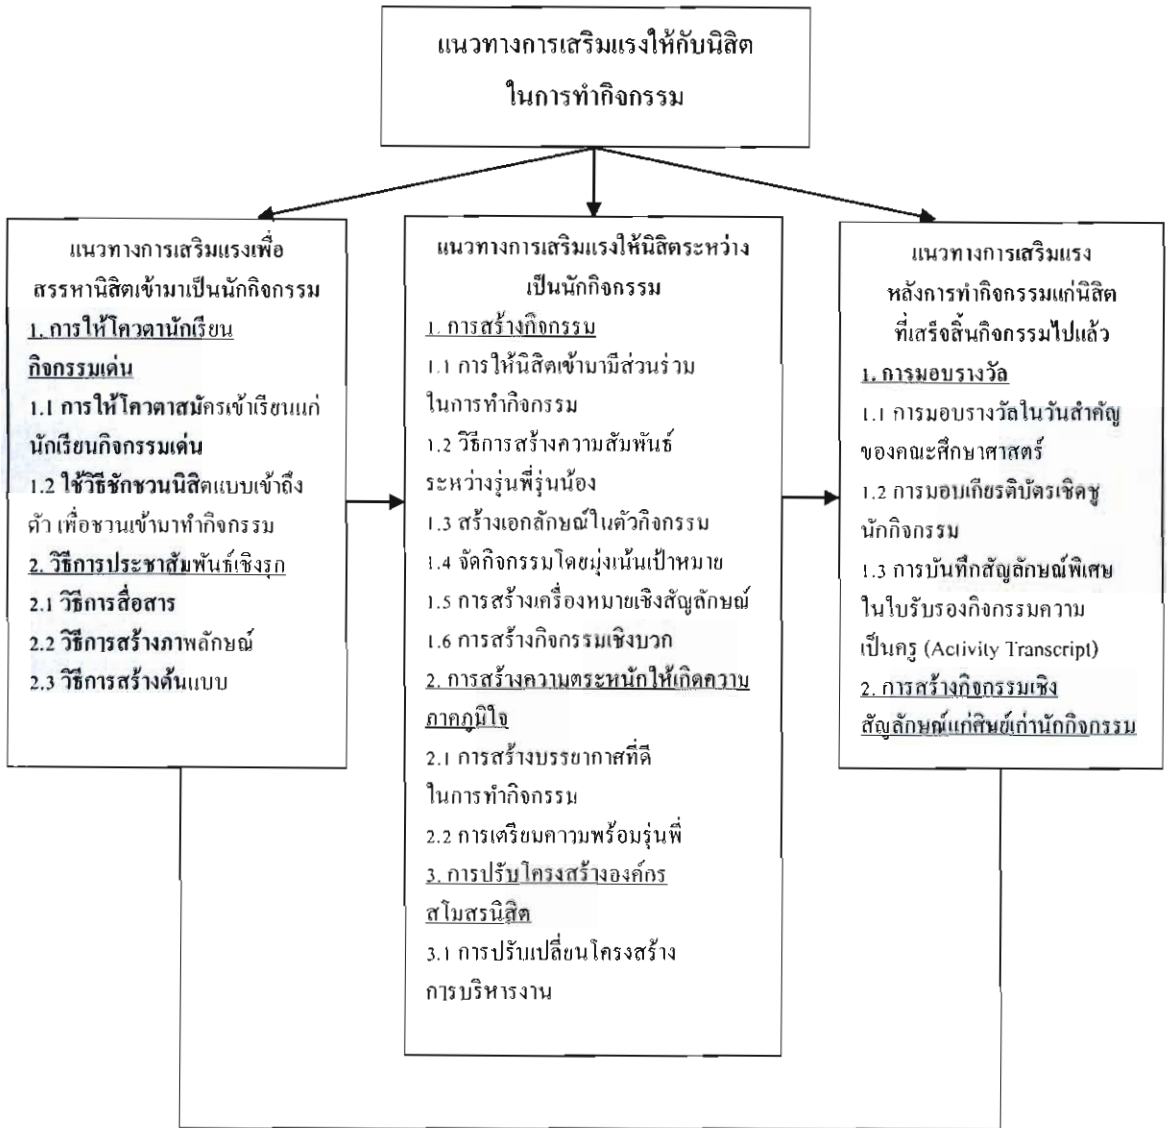 แนวทางการเสริมแรงให้กับนิสิต
ในการทำกิจกรรม
แนวทางการเสริมแรงเพื่อ
สรรหานิสิตเข้ามาเป็นนักกิจกรรม
1. การให้โควตานักเรียน
กิจกรรมเด่น
1.1 การให้โควตาสมัครเข้าเรียนแก่
นักเรียนกิจกรรมเด่น
1.2 ใช้วิธีชักชวนนิสิตแบบเข้าถึง
ตัว เพื่อชวนเข้ามาทำกิจกรรม
2. วิธีการประชาสัมพันธ์เชิงรุก
2.1 วิธีการสื่อสาร
2.2 วิธีการสร้างภาพลักษณ์
2.3 วิธีการสร้างต้นแบบ
แนวทางการเสริมแรงให้นิสิตระหว่าง
เป็นนักกิจกรรม
1. การสร้างกิจกรรม
1.1 การให้นิสิตเข้ามามีส่วนร่วม
ในการทำกิจกรรม
1.2 วิธีการสร้างความสัมพันธ์
ระหว่างรุ่นพี่รุ่นน้อง
1.3 สร้างเอกลักษณ์ในตัวกิจกรรม
1.4 จัดกิจกรรมโดยมุ่งเน้นเป้าหมาย
1.5 การสร้างเครื่องหมายเชิงสัญลักษณ์
1.6 การสร้างกิจกรรมเชิงบวก
2. การสร้างความตระหนักให้เกิดความ
ภาคภูมิใจ
2.1 การสร้างบรรยากาศที่ดี
ในการทำกิจกรรม
2.2 การเตรียมความพร้อมรุ่นพี่
3. การปรับโครงสร้างองค์กร
สโมสรนิสิต
3.1 การปรับเปลี่ยนโครงสร้าง
การบริหารงาน
แนวทางการเสริมแรง
หลังการทำกิจกรรมแก่นิสิต
ที่เสร็จสิ้นกิจกรรมไปแล้ว
1. การมอบรางวัล
1.1 การมอบรางวัลในวันสำคัญ
ของคณะศึกษาศาสตร์
1.2 การมอบเกียรติบัตรเชิดชู
นักกิจกรรม
1.3 การบันทึกสัญลักษณ์พิเศษ
ในใบรับรองกิจกรรมความ
เป็นครู (Activity Transcript)
2. การสร้างกิจกรรมเชิง
สัญลักษณ์แก่ศิษย์เก่านักกิจกรรม